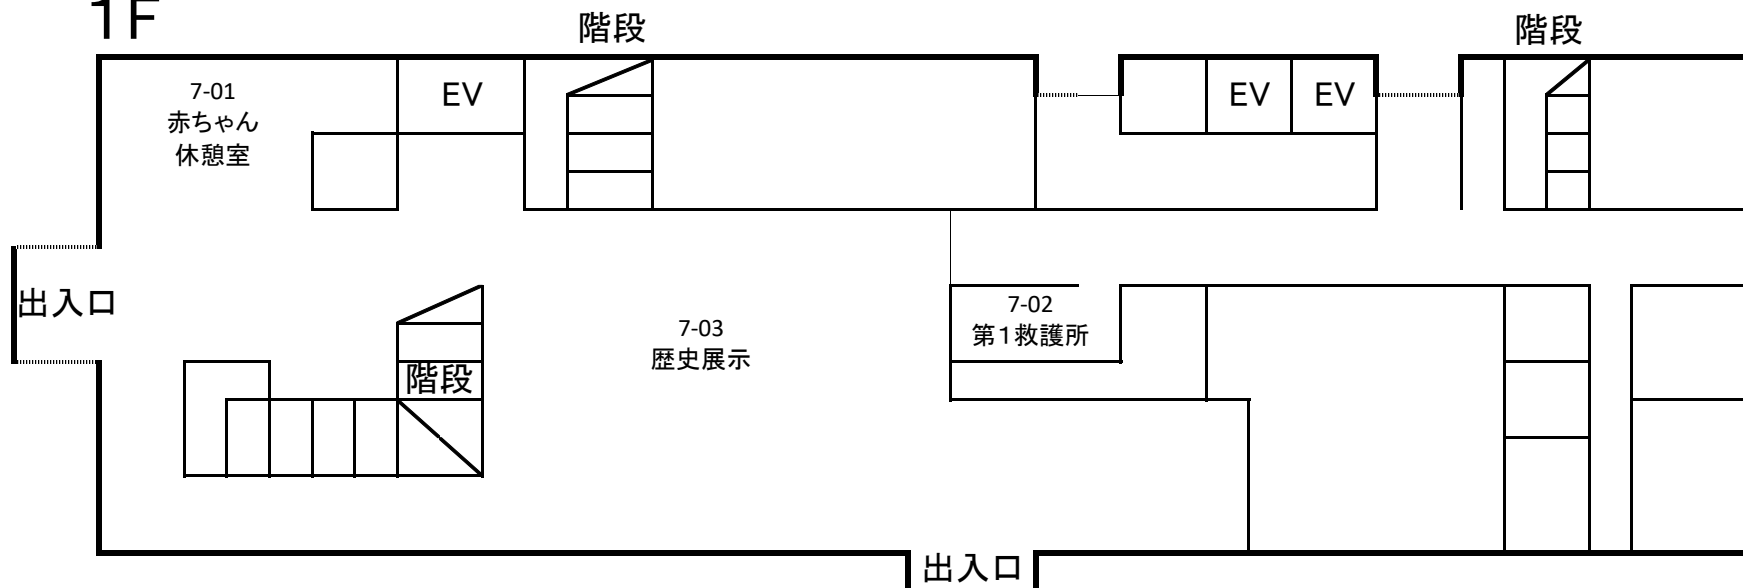 1F
階段
階段
7-01
赤ちゃん
休憩室
EV
EV
EV
出入口
7-02
第1救護所
7-03
歴史展示
階段
出入口